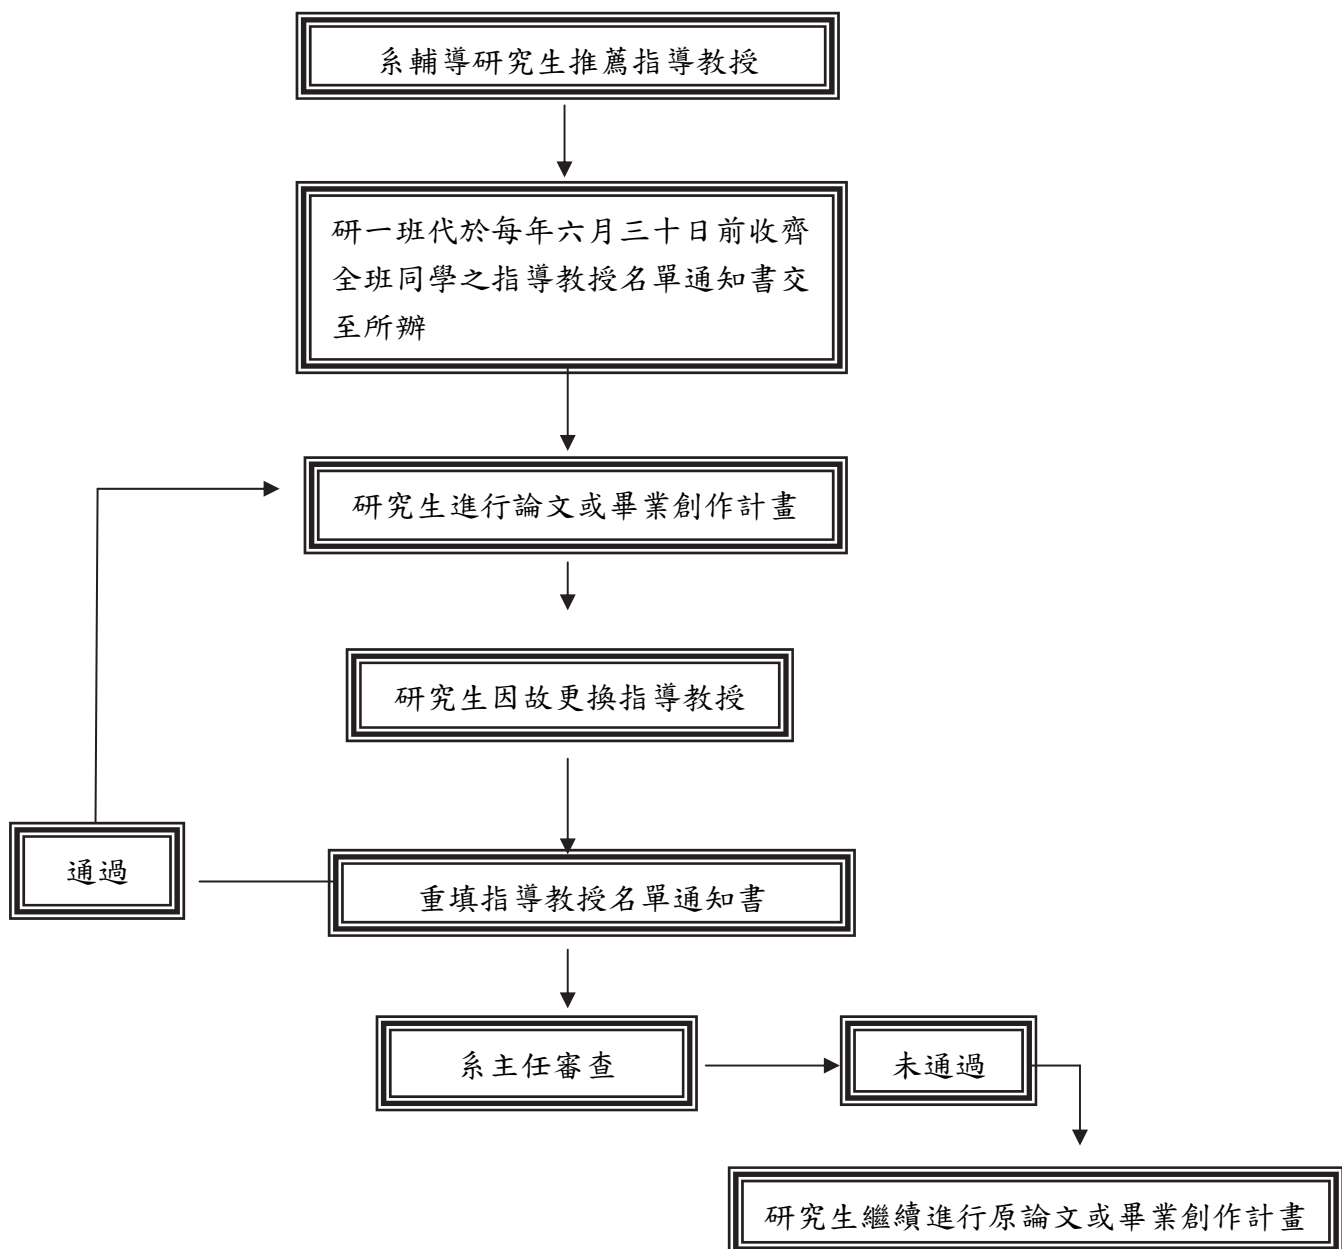 系輔導研究生推薦指導教授
研一班代於每年六月三十日前收齊
全班同學之指導教授名單通知書交
至所辦
研究生進行論文或畢業創作計畫
研究生因故更換指導教授
通過
重填指導教授名單通知書
系主任審查
未通過
研究生繼續進行原論文或畢業創作計畫